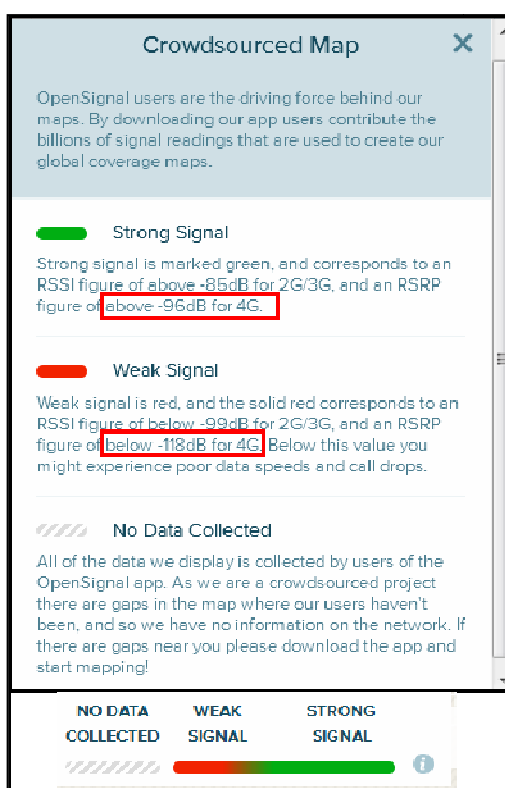 Crowdsourced Map
OpenSignal users are the driving force behind our
maps. By downloading our app users contribute the
billions of signal readings that are used to create our
global coverage maps.
Strong Signal
Strong signal is marked green, and corresponds to an
RSSI figure of above -85dB for 2G/3G, and an RSRP
figure of above -96dB for 4G.
Weak Signal
Weak signal is red, and the solid red corresponds to an
RSSI figure of below -99dB for 2G/3G, and an RSRP
figure of below -118dB for 4G. Below this value you
might experience poor data speeds and call drops.
No Data Collected
All of the data we display is collected by users of the
OpenSignal app. As we are a crowdsourced project
there are gaps in the map where our users haven't
been, and so we have no information on the network. If
there are gaps near you please download the app and
start mapping!
NO DATA WEAK STRONG
COLLECTED SIGNAL SIGNAL